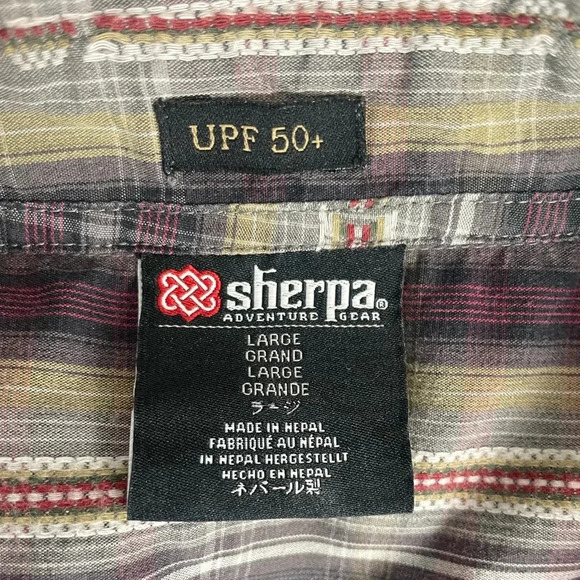 UPF 50+
sherpa®
ADVENTURE GEAR
LARGE
GRAND
LARGE
GRANDE
ラージ
MADE IN NEPAL
FABRIQUÉ AU NÉPAL
IN NEPAL HERGESTELLT
HECHO EN NEPAL
ネパール製